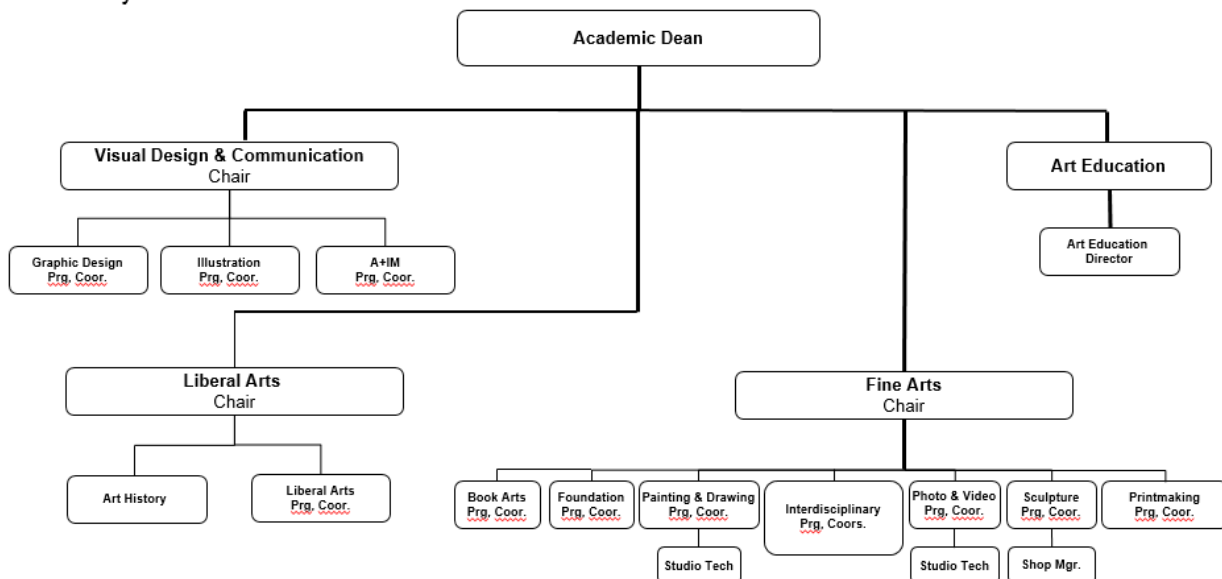 Academic Dean
Visual Design & Communication
Chair
Art Education
Graphic Design
Prg, Coor.
Illustration
Prg, Coor.
A+IM
Prg, Coor.
Art Education
Director
Liberal Arts
Chair
Fine Arts
Chair
Art History
Liberal Arts
Prg, Coor.
Book Arts
Prg, Coor.
Foundation
Prg, Coor.
Painting & Drawing
Prg, Coor.
Interdisciplinary
Prg, Coors.
Photo & Video
Prg, Coor.
Sculpture
Prg, Coor.
Printmaking
Prg, Coor.
Studio Tech
Studio Tech
Shop Mgr.